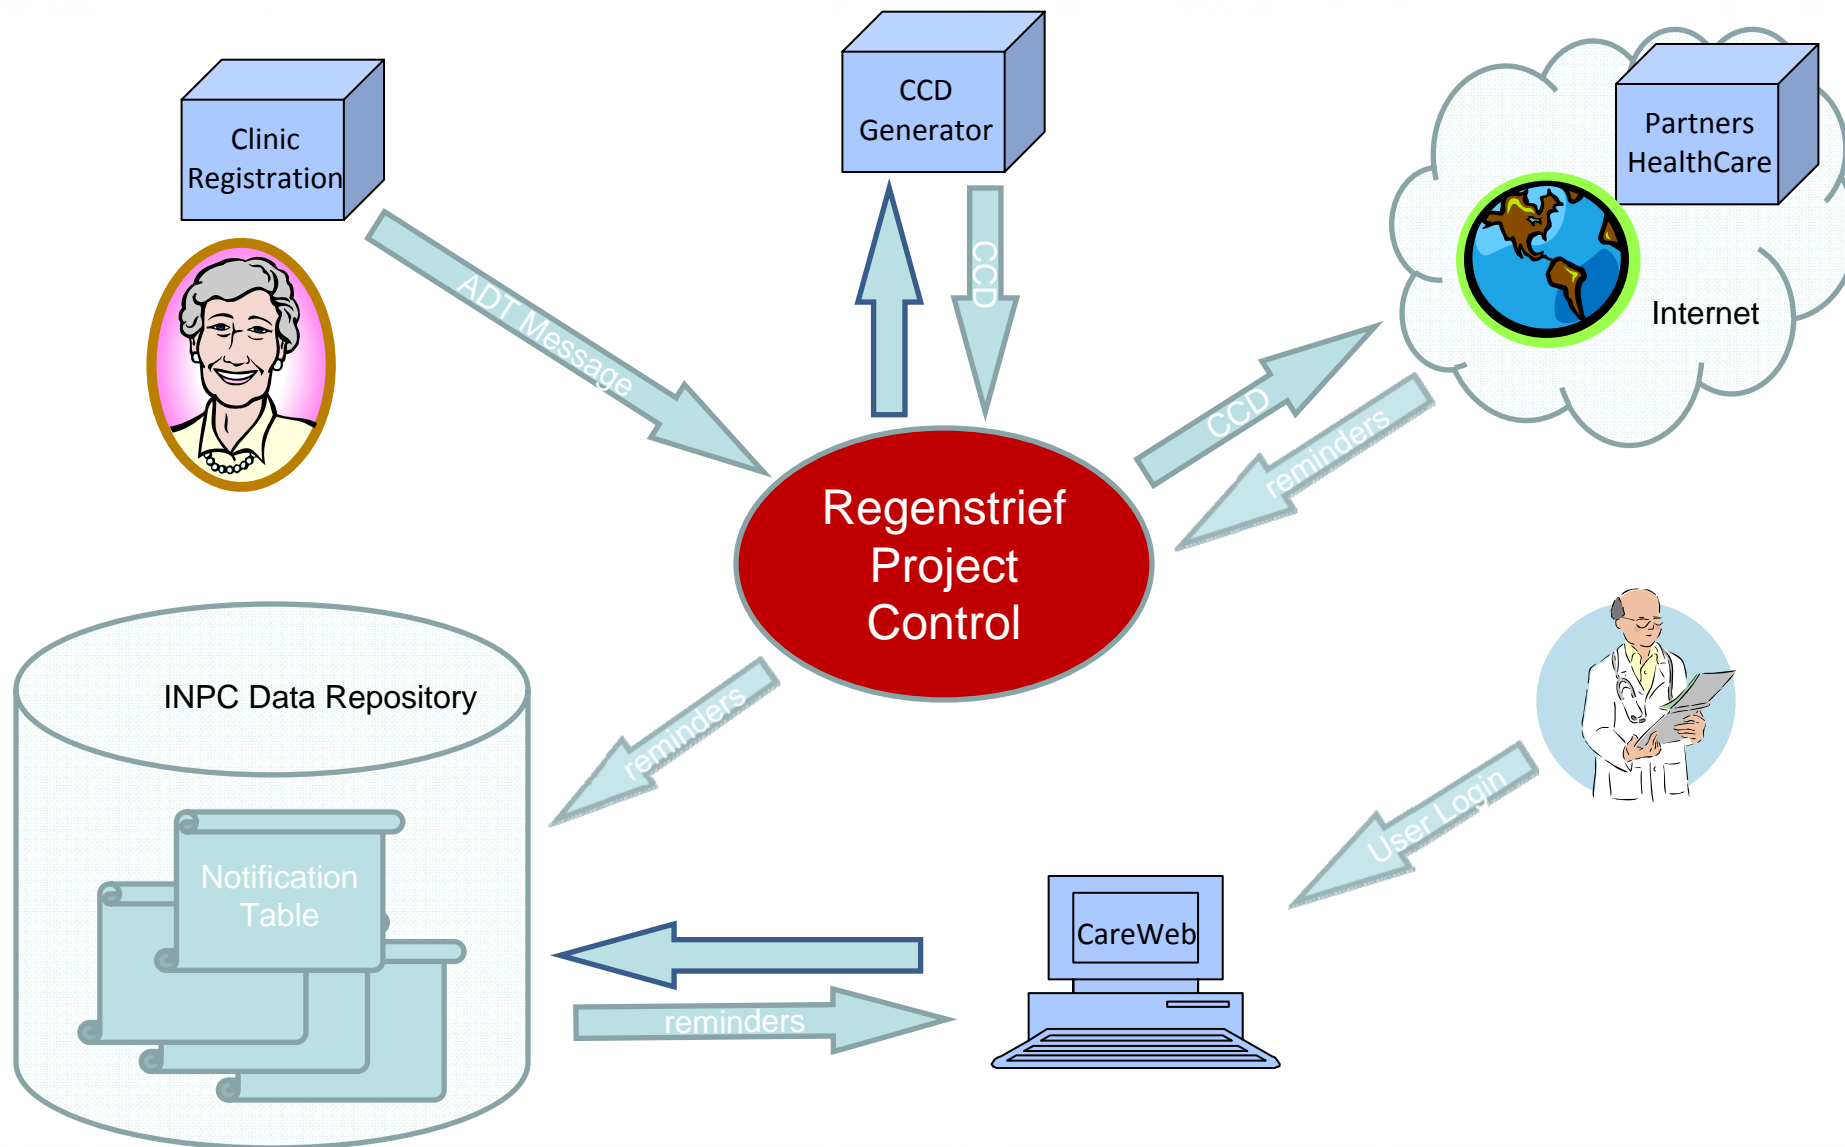 Clinic
Registration
CCD
Generator
Partners
HealthCare
Internet
ADT Message
CCD
CCD
reminders
Regenstrief
Project
Control
reminders
INPC Data Repository
Notification
Table
User Login
CareWeb
reminders